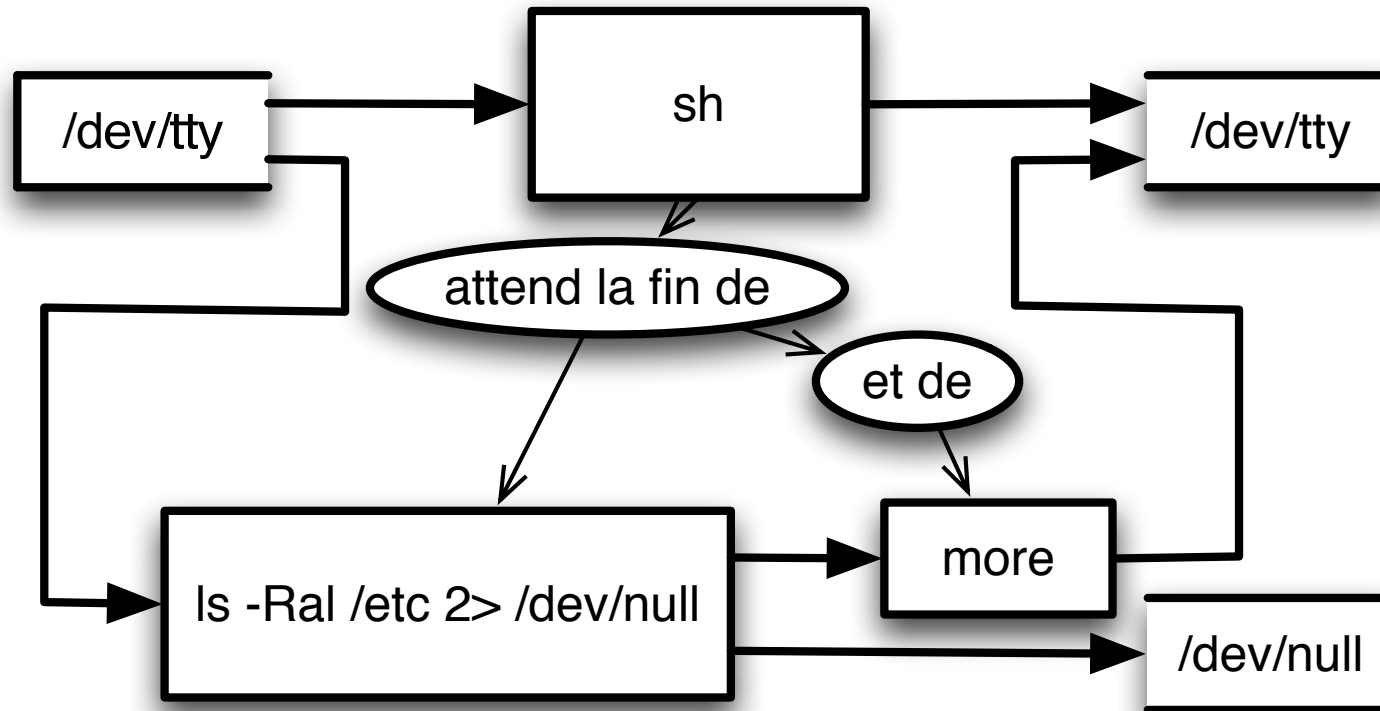 sh
/dev/tty
/dev/tty
attend la fin de
et de
more
ls -Ral /etc 2> /dev/null
/dev/null